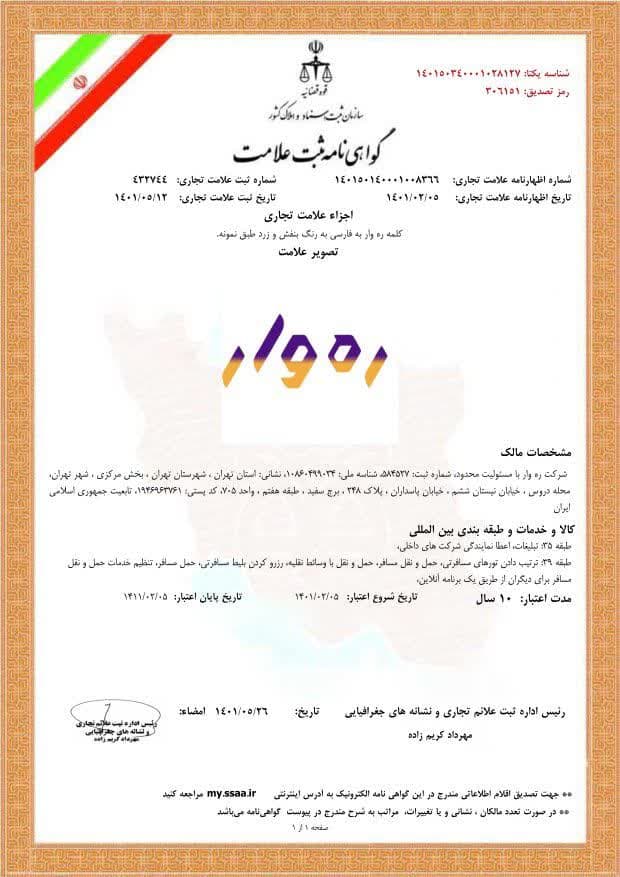 شناسه یکتا: ۱۴۰۱۵۰۳۴۰۰۰۱۰۲۸۱۲۷
رمز تصدیق: ۳۰۶۱۵۱
قوه قضائیه
سازمان ثبت اسناد و املاک کشور
گواهی نامه ثبت علامت
شماره اظهارنامه علامت تجاری: ۱۴۰۱۵۰۱۴۰۰۰۱۰۰۸۳۶۶ شماره ثبت علامت تجاری: ۴۳۲۷۴۴
تاریخ اظهارنامه علامت تجاری: ۱۴۰۱/۰۲/۰۵ تاریخ ثبت علامت تجاری: ۱۴۰۱/۰۵/۱۲
اجزاء علامت تجاری
کلمه ره وار به فارسی به رنگ بنفش و زرد طبق نمونه.
تصویر علامت
ره وار
مشخصات مالک
شرکت ره وار با مسئولیت محدود، شماره ثبت: ۵۸۴۵۲۷، شناسه ملی: ۱۰۸۶۰۴۹۹۰۳۴، نشانی: استان تهران ، شهرستان تهران ، بخش مرکزی ، شهر تهران،
محله دروس ، خیابان نیستان ششم ، خیابان پاسداران ، پلاک ۲۴۸ ، برج سفید ، طبقه هفتم ، واحد ۷۰۵، کد پستی: ۱۹۴۶۹۶۳۷۶۱، تابعیت جمهوری اسلامی
ایران
کالا و خدمات و طبقه بندی بین المللی
طبقه ۳۵: تبلیغات، اعطا نمایندگی شرکت های داخلی،
طبقه ۳۹: ترتیب دادن تورهای مسافرتی، حمل و نقل مسافر، حمل و نقل با وسائط نقلیه، رزرو کردن بلیط مسافرتی، حمل مسافر، تنظیم خدمات حمل و نقل
مسافر برای دیگران از طریق یک برنامه آنلاین،
مدت اعتبار: ۱۰ سال تاریخ شروع اعتبار: ۱۴۰۱/۰۲/۰۵ تاریخ پایان اعتبار: ۱۴۱۱/۰۲/۰۵
رئیس اداره ثبت علائم تجاری و نشانه های جغرافیایی تاریخ: ۱۴۰۱/۰۵/۲۶ امضاء:
مهرداد کریم زاده
رئیس اداره ثبت علائم تجاری
و نشانه های جغرافیایی
مهرداد کریم زاده
** جهت تصدیق اقلام اطلاعاتی مندرج در این گواهی نامه الکترونیک به آدرس اینترنتی my.ssaa.ir مراجعه کنید
** در صورت تعدد مالکان ، نشانی و یا تغییرات، مراتب به شرح مندرج در پیوست گواهی‌نامه می‌باشد
صفحه ۱ از ۱